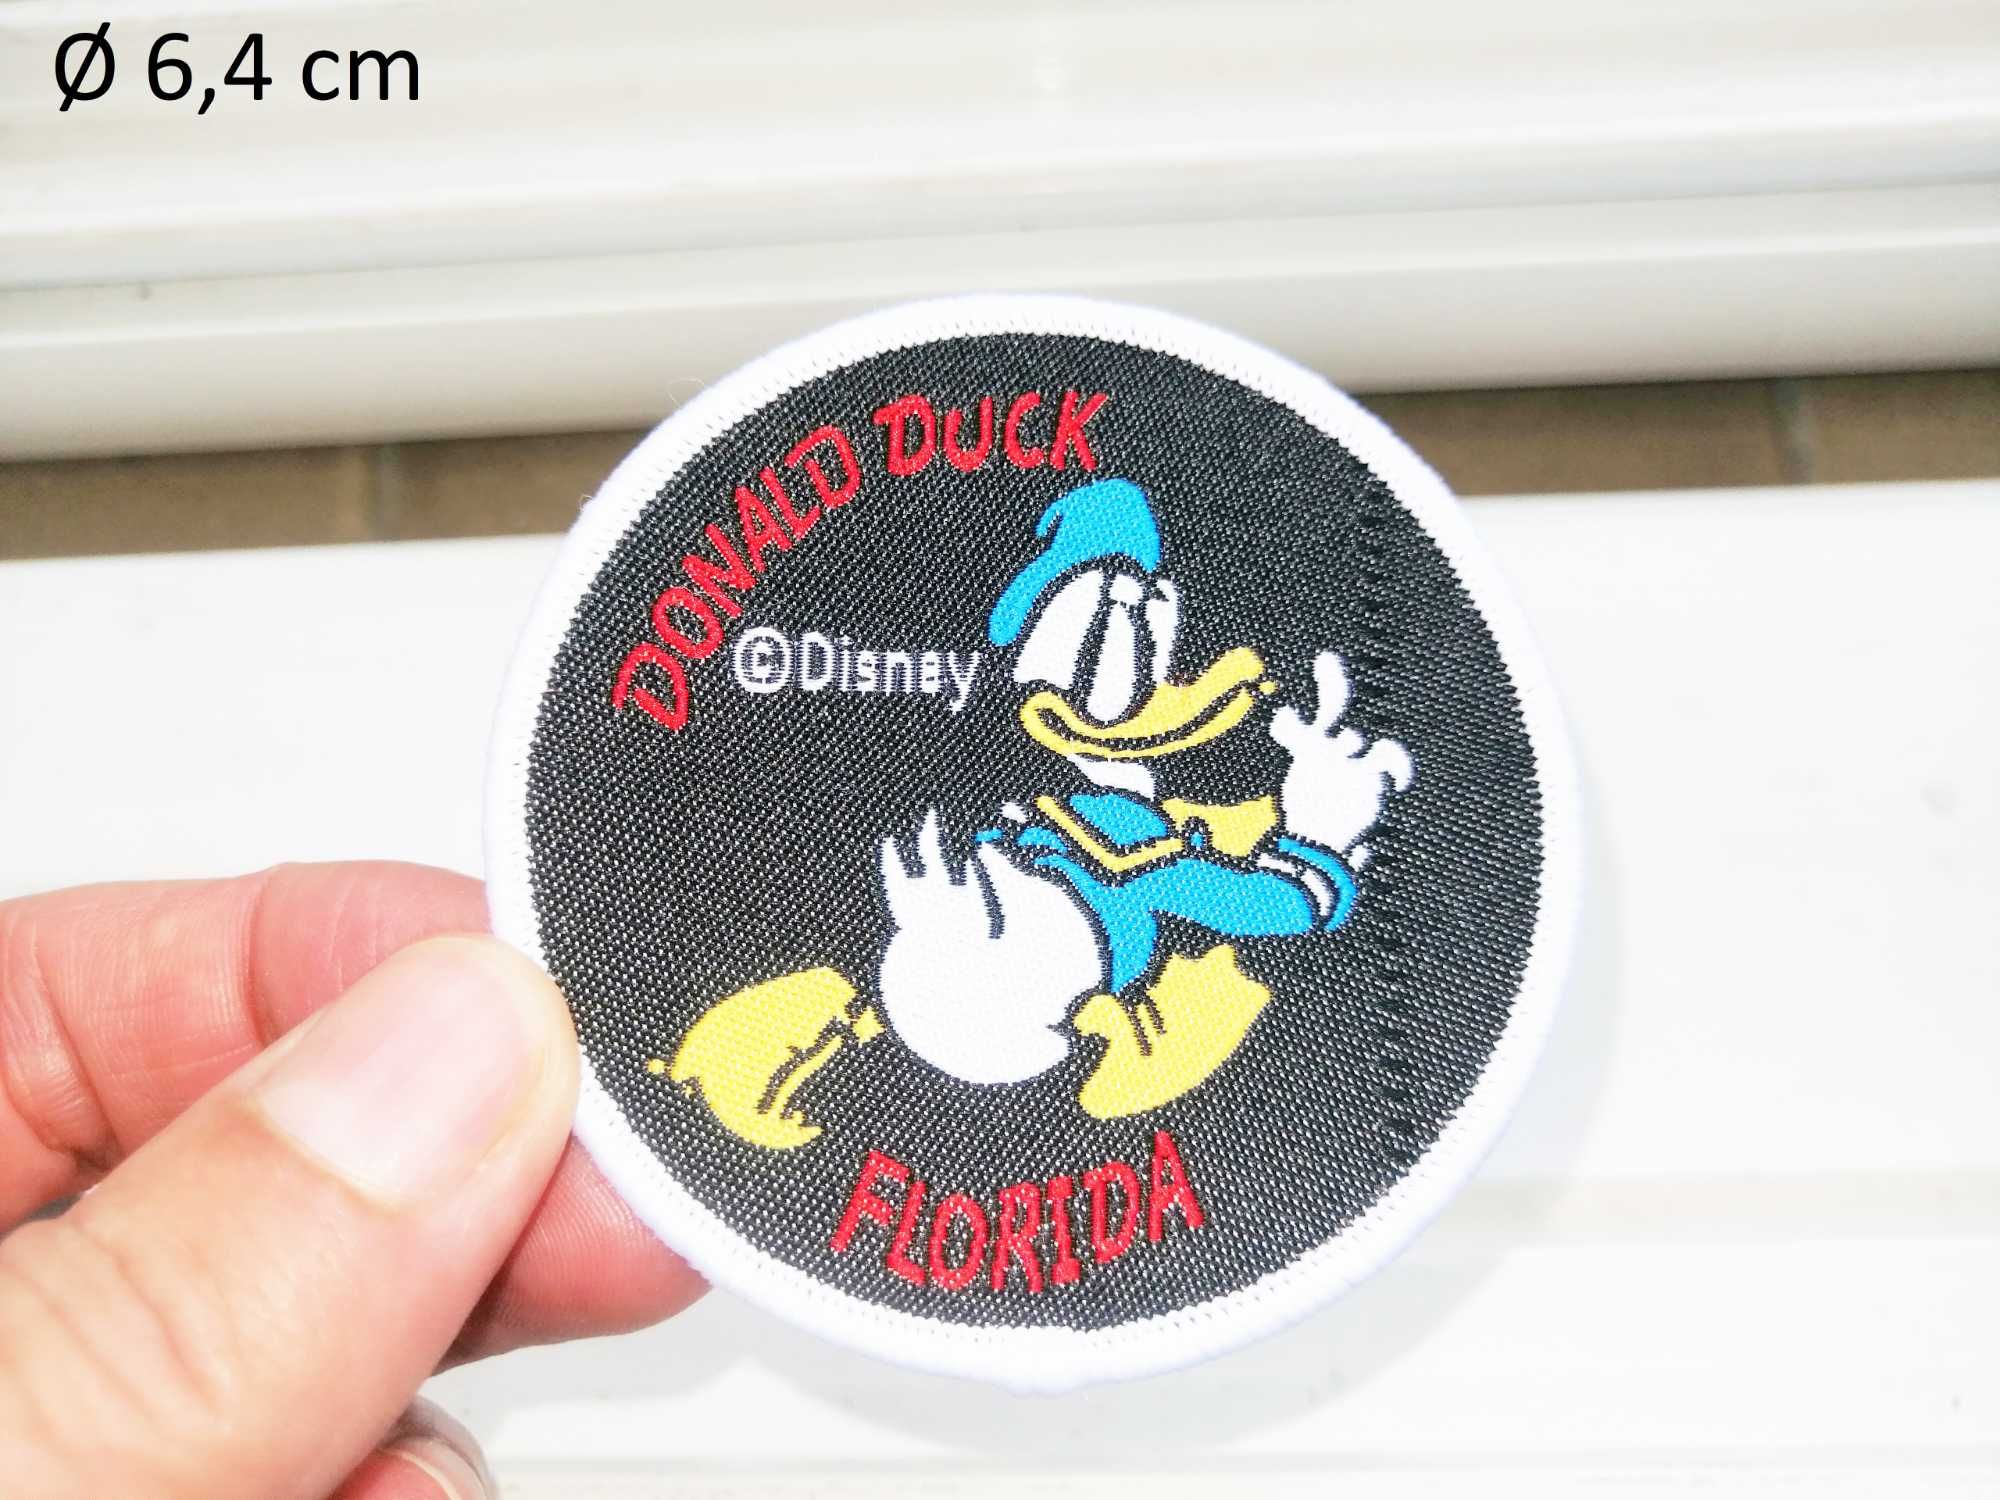 Ø 6,4 cm
DONALD DUCK
©Disney
FLORIDA